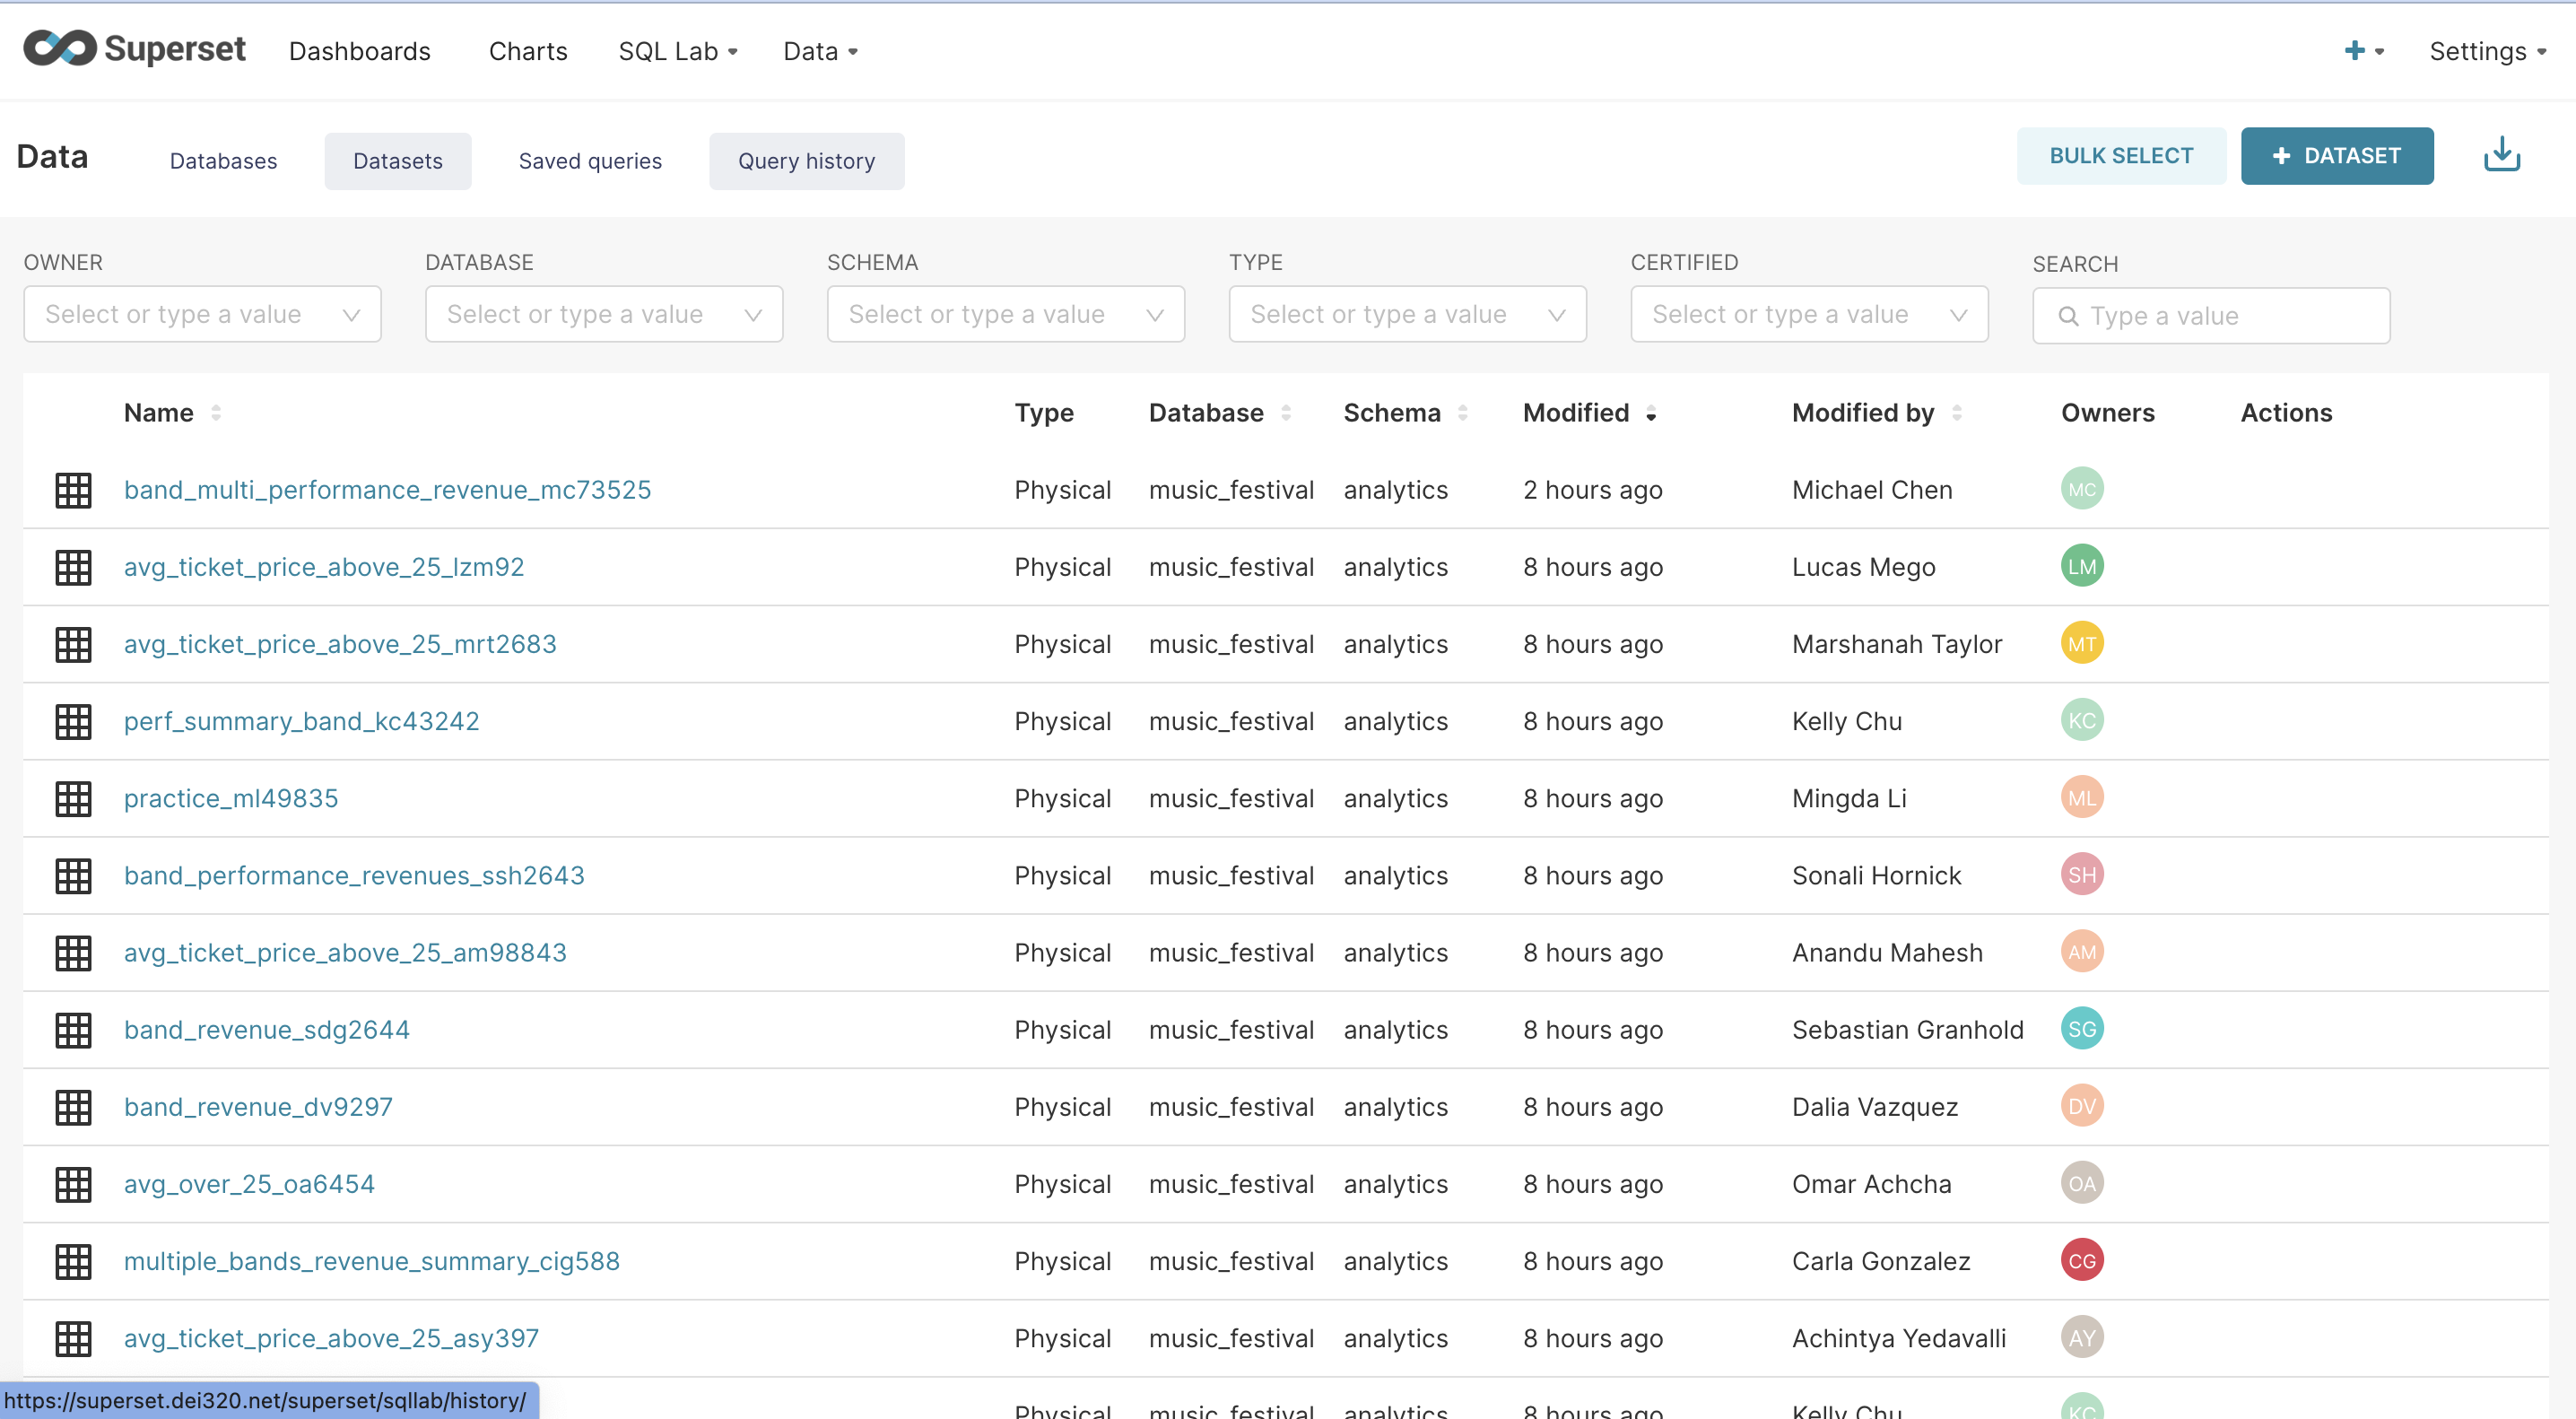 Superset Dashboards Charts SQL Lab Data + Settings
Data Databases Datasets Saved queries Query history BULK SELECT + DATASET
OWNER DATABASE SCHEMA TYPE CERTIFIED SEARCH
Select or type a value Select or type a value Select or type a value Select or type a value Select or type a value Type a value
Name Type Database Schema Modified Modified by Owners Actions
band_multi_performance_revenue_mc73525 Physical music_festival analytics 2 hours ago Michael Chen MC
avg_ticket_price_above_25_lzm92 Physical music_festival analytics 8 hours ago Lucas Mego LM
avg_ticket_price_above_25_mrt2683 Physical music_festival analytics 8 hours ago Marshanah Taylor MT
perf_summary_band_kc43242 Physical music_festival analytics 8 hours ago Kelly Chu KC
practice_ml49835 Physical music_festival analytics 8 hours ago Mingda Li ML
band_performance_revenues_ssh2643 Physical music_festival analytics 8 hours ago Sonali Hornick SH
avg_ticket_price_above_25_am98843 Physical music_festival analytics 8 hours ago Anandu Mahesh AM
band_revenue_sdg2644 Physical music_festival analytics 8 hours ago Sebastian Granhold SG
band_revenue_dv9297 Physical music_festival analytics 8 hours ago Dalia Vazquez DV
avg_over_25_oa6454 Physical music_festival analytics 8 hours ago Omar Achcha OA
multiple_bands_revenue_summary_cig588 Physical music_festival analytics 8 hours ago Carla Gonzalez CG
avg_ticket_price_above_25_asy397 Physical music_festival analytics 8 hours ago Achintya Yedavalli AY
https://superset.dei320.net/superset/sqllab/history/ Physical music_festival analytics 8 hours ago Kelly Chu KC